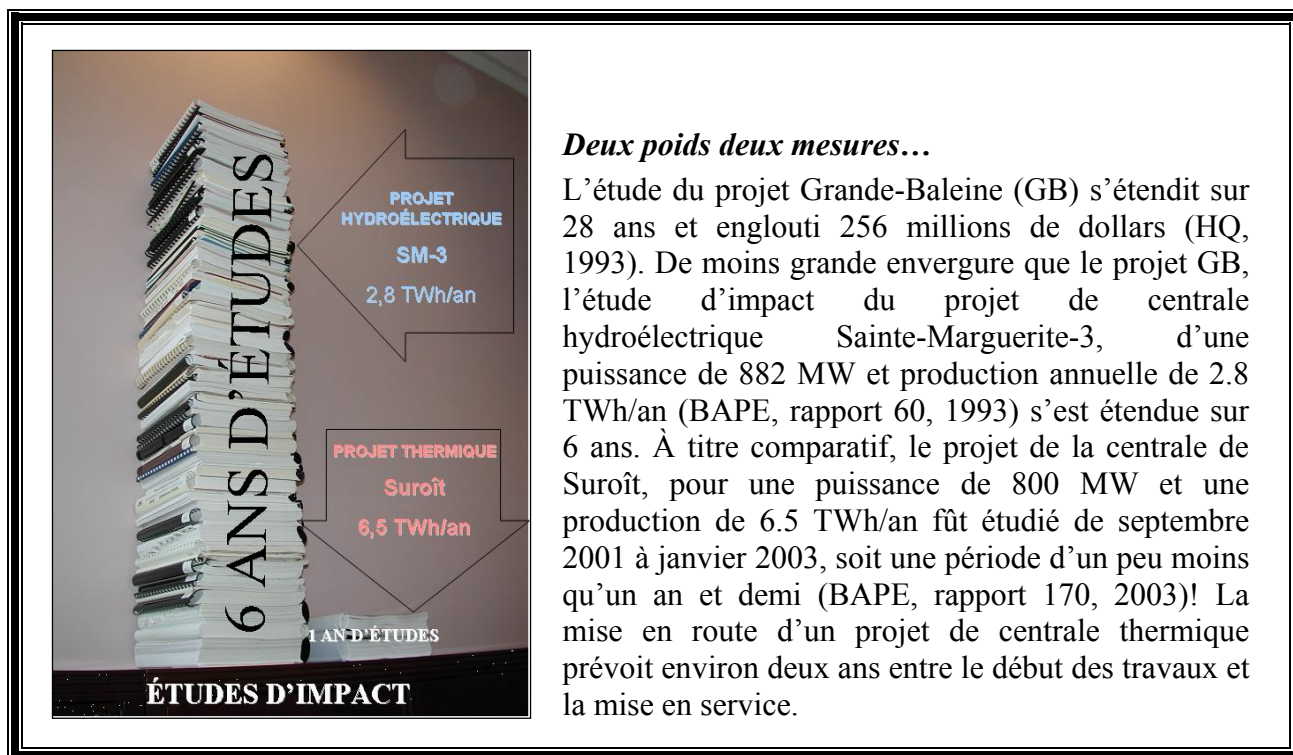 6 ANS D'ÉTUDES
PROJET
HYDROÉLECTRIQUE
SM-3
2,8 TWh/an
PROJET THERMIQUE
Suroît
6,5 TWh/an
1 AN D'ÉTUDES
ÉTUDES D'IMPACT
Deux poids deux mesures…
L'étude du projet Grande-Baleine (GB) s'étendit sur
28 ans et englouti 256 millions de dollars (HQ,
1993). De moins grande envergure que le projet GB,
l'étude d'impact du projet de centrale
hydroélectrique Sainte-Marguerite-3, d'une
puissance de 882 MW et production annuelle de 2.8
TWh/an (BAPE, rapport 60, 1993) s'est étendue sur
6 ans. À titre comparatif, le projet de la centrale de
Suroît, pour une puissance de 800 MW et une
production de 6.5 TWh/an fût étudié de septembre
2001 à janvier 2003, soit une période d'un peu moins
qu'un an et demi (BAPE, rapport 170, 2003)! La
mise en route d'un projet de centrale thermique
prévoit environ deux ans entre le début des travaux et
la mise en service.